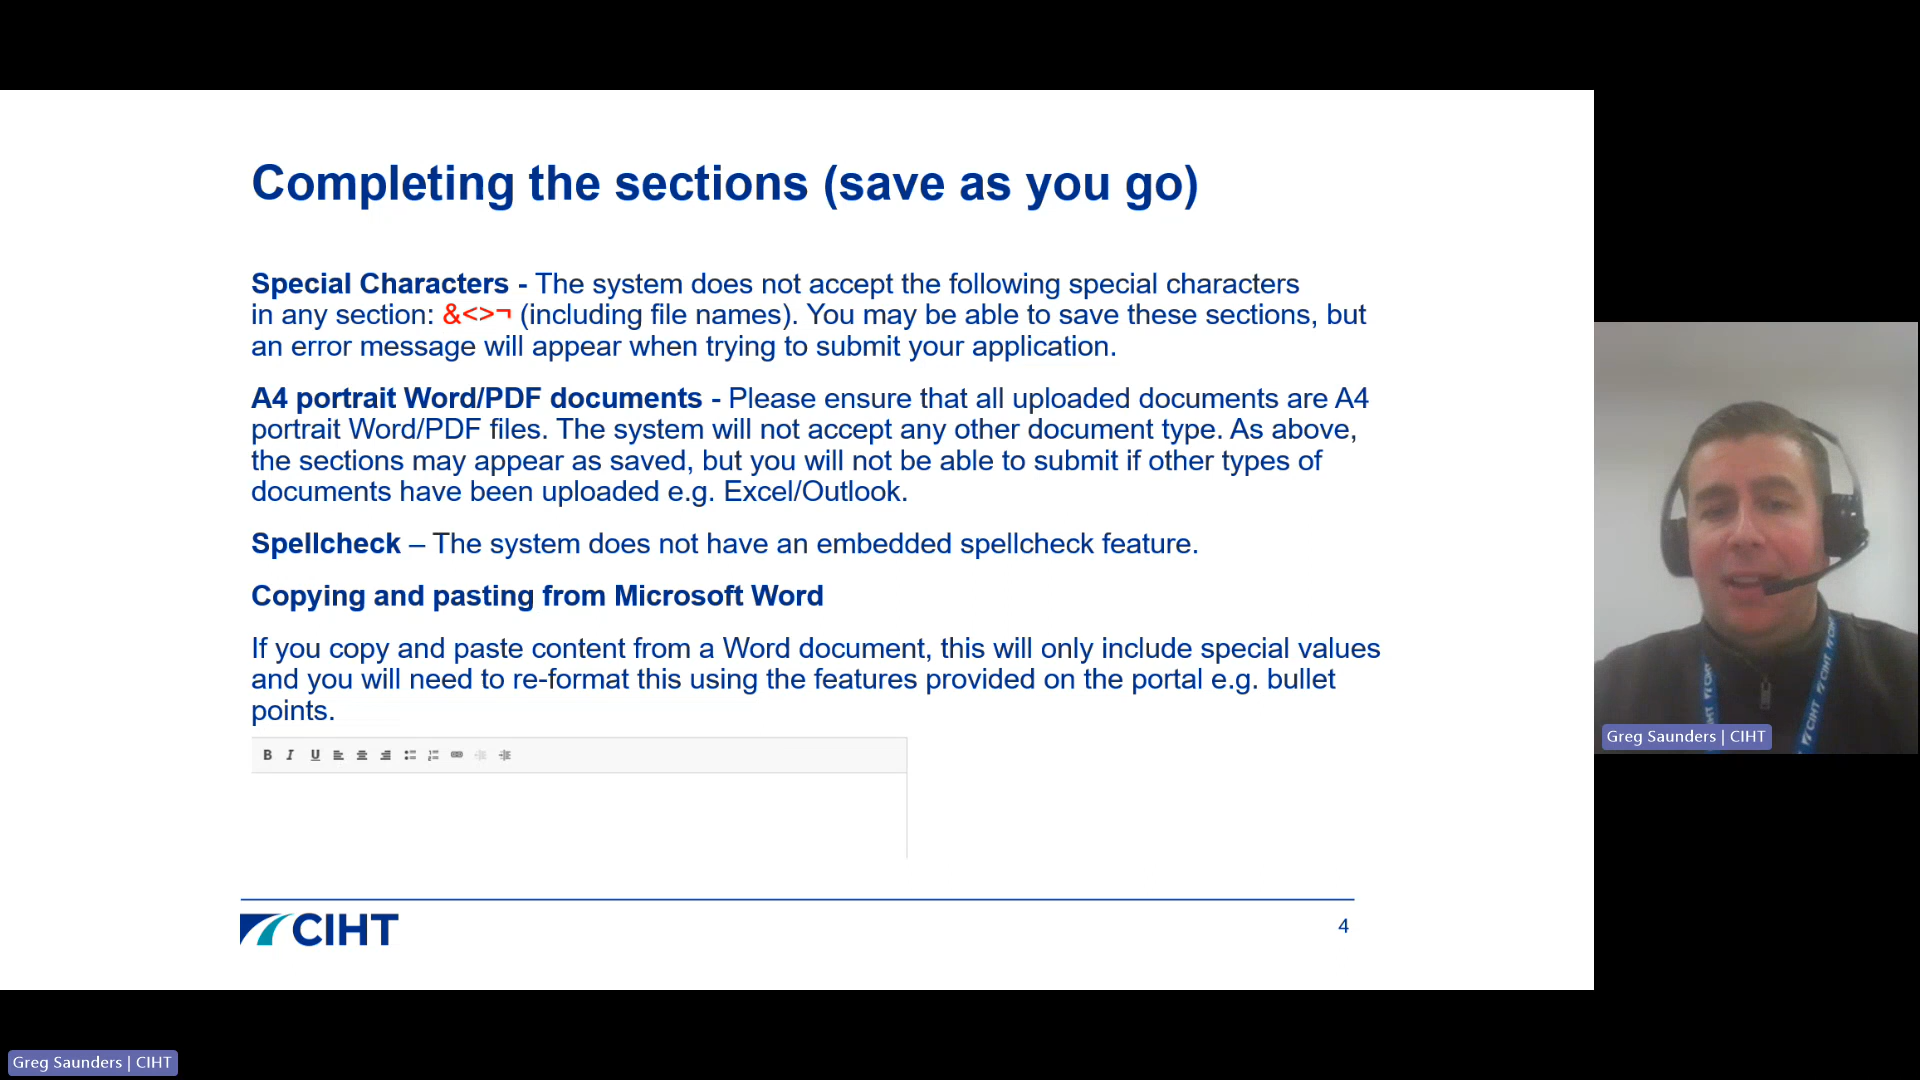 Completing the sections (save as you go)
Special Characters - The system does not accept the following special characters
in any section: &<>¬ (including file names). You may be able to save these sections, but
an error message will appear when trying to submit your application.
A4 portrait Word/PDF documents - Please ensure that all uploaded documents are A4
portrait Word/PDF files. The system will not accept any other document type. As above,
the sections may appear as saved, but you will not be able to submit if other types of
documents have been uploaded e.g. Excel/Outlook.
Spellcheck – The system does not have an embedded spellcheck feature.
Copying and pasting from Microsoft Word
If you copy and paste content from a Word document, this will only include special values
and you will need to re-format this using the features provided on the portal e.g. bullet
points.
B I U
CIHT
4
CIHT
CIHT
Greg Saunders | CIHT
Greg Saunders | CIHT